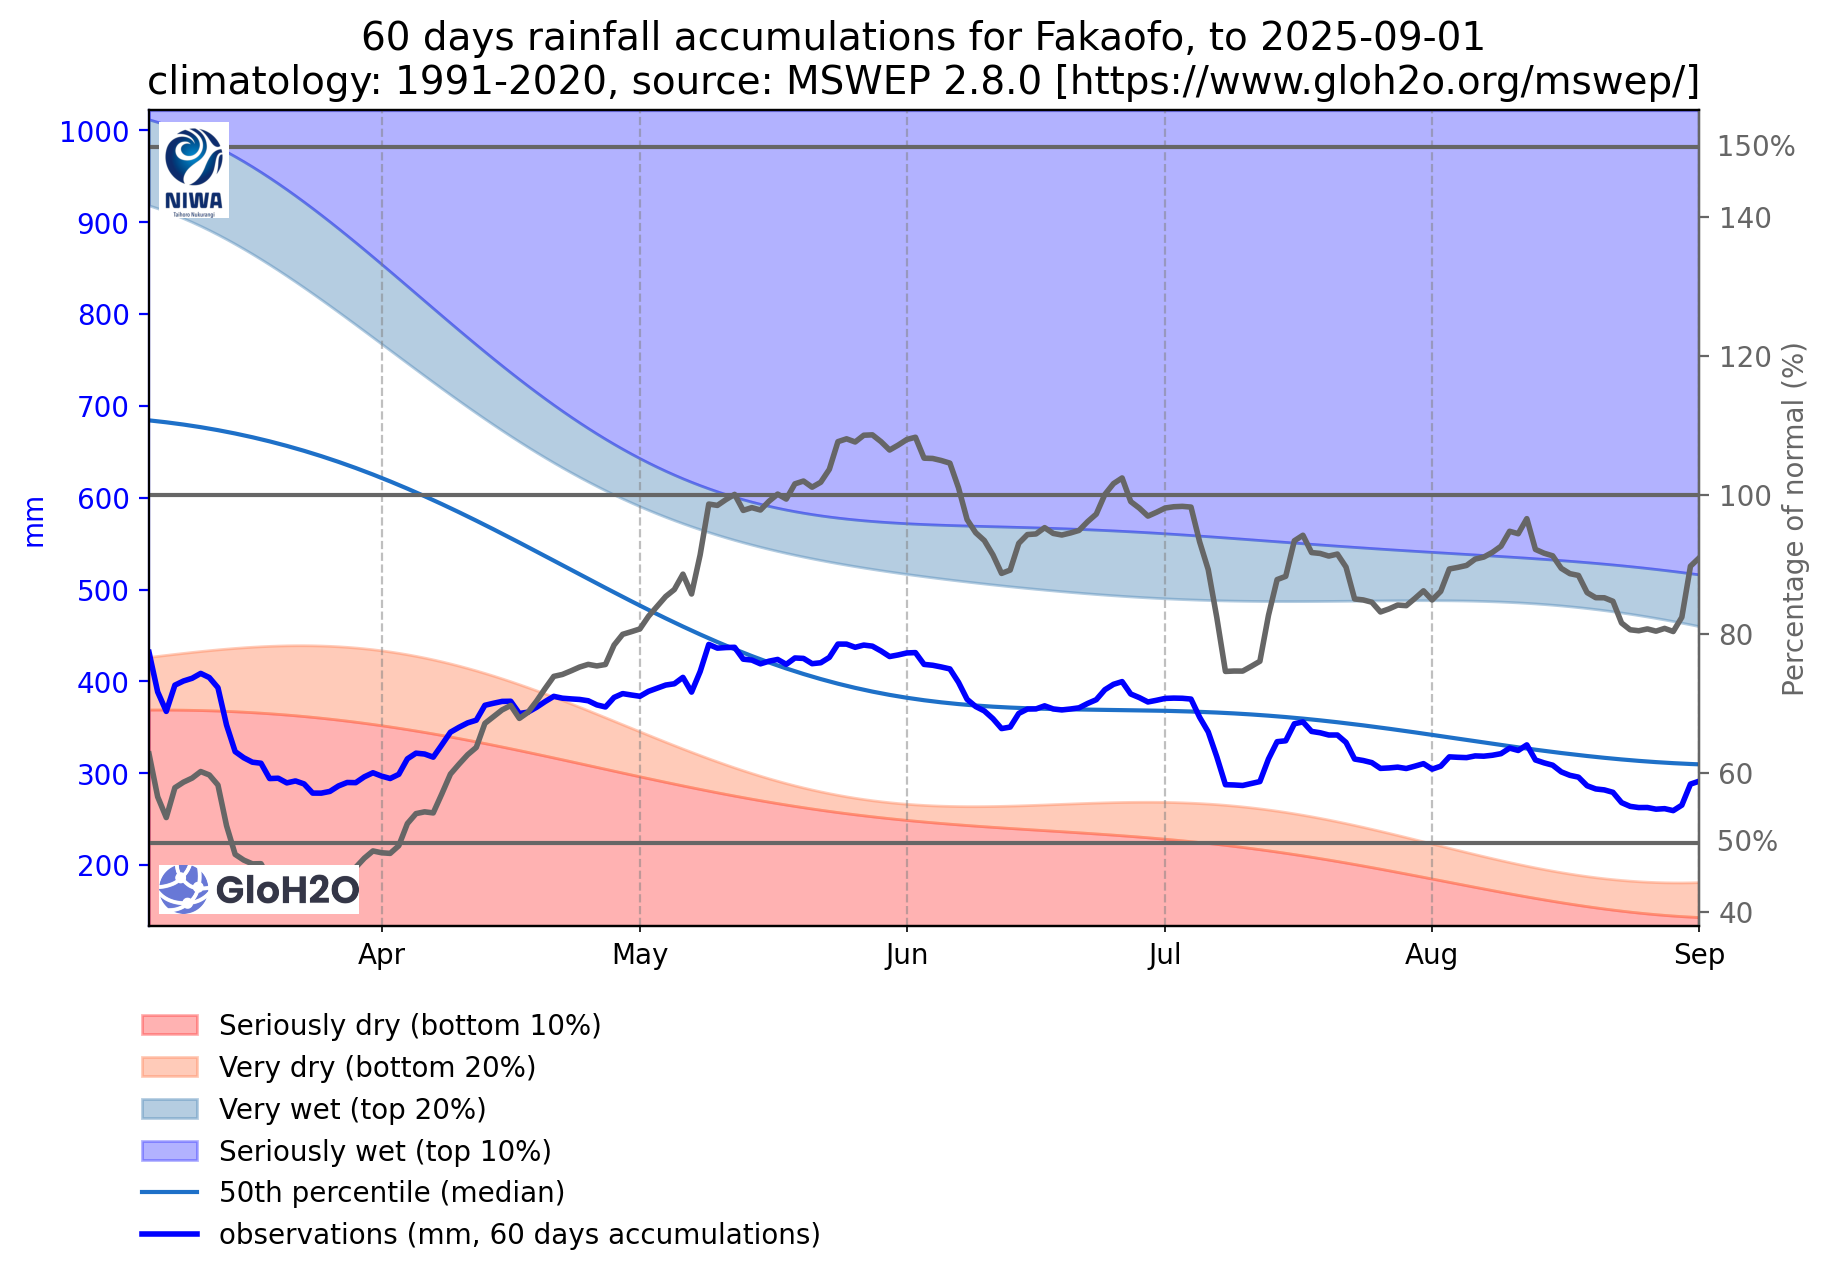 60 days rainfall accumulations for Fakaofo, to 2025-09-01
climatology: 1991-2020, source: MSWEP 2.8.0 [https://www.gloh2o.org/mswep/]
1000
900
800
700
600
500
400
300
200
mm
150%
140
120
100
80
60
50%
40
Percentage of normal (%)
NIWA
Taihoro Nukurangi
GloH2O
Apr
May
Jun
Jul
Aug
Sep
Seriously dry (bottom 10%)
Very dry (bottom 20%)
Very wet (top 20%)
Seriously wet (top 10%)
50th percentile (median)
observations (mm, 60 days accumulations)